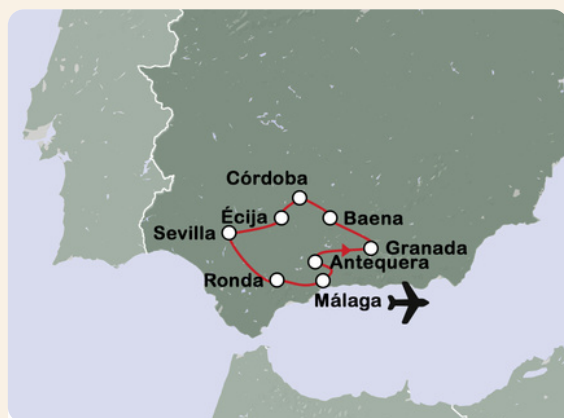 Córdoba
Écija
Baena
Sevilla
Granada
Antequera
Ronda
Málaga